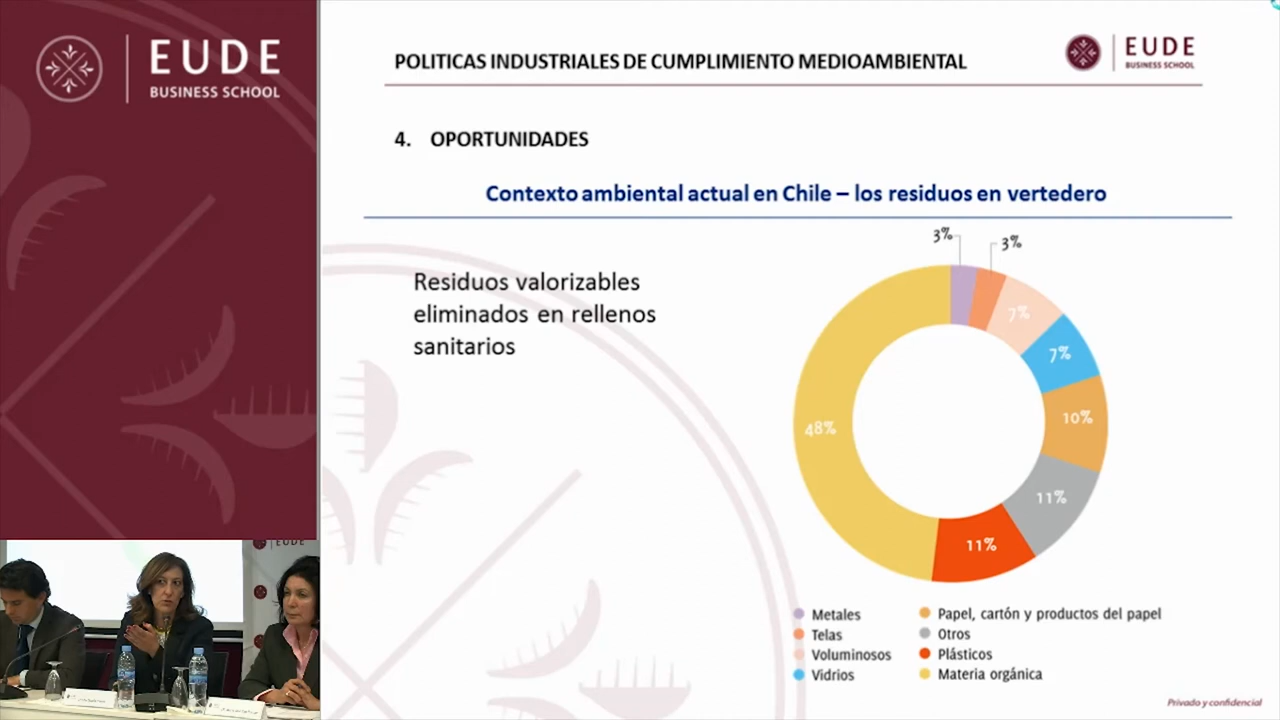 EUDE
BUSINESS SCHOOL
POLITICAS INDUSTRIALES DE CUMPLIMIENTO MEDIOAMBIENTAL
EUDE
BUSINESS SCHOOL
4. OPORTUNIDADES
Contexto ambiental actual en Chile – los residuos en vertedero
Residuos valorizables
eliminados en rellenos
sanitarios
3%
3%
7%
7%
10%
11%
11%
48%
Metales
Telas
Voluminosos
Vidrios
Papel, cartón y productos del papel
Otros
Plásticos
Materia orgánica
EUDE
Privado y confidencial